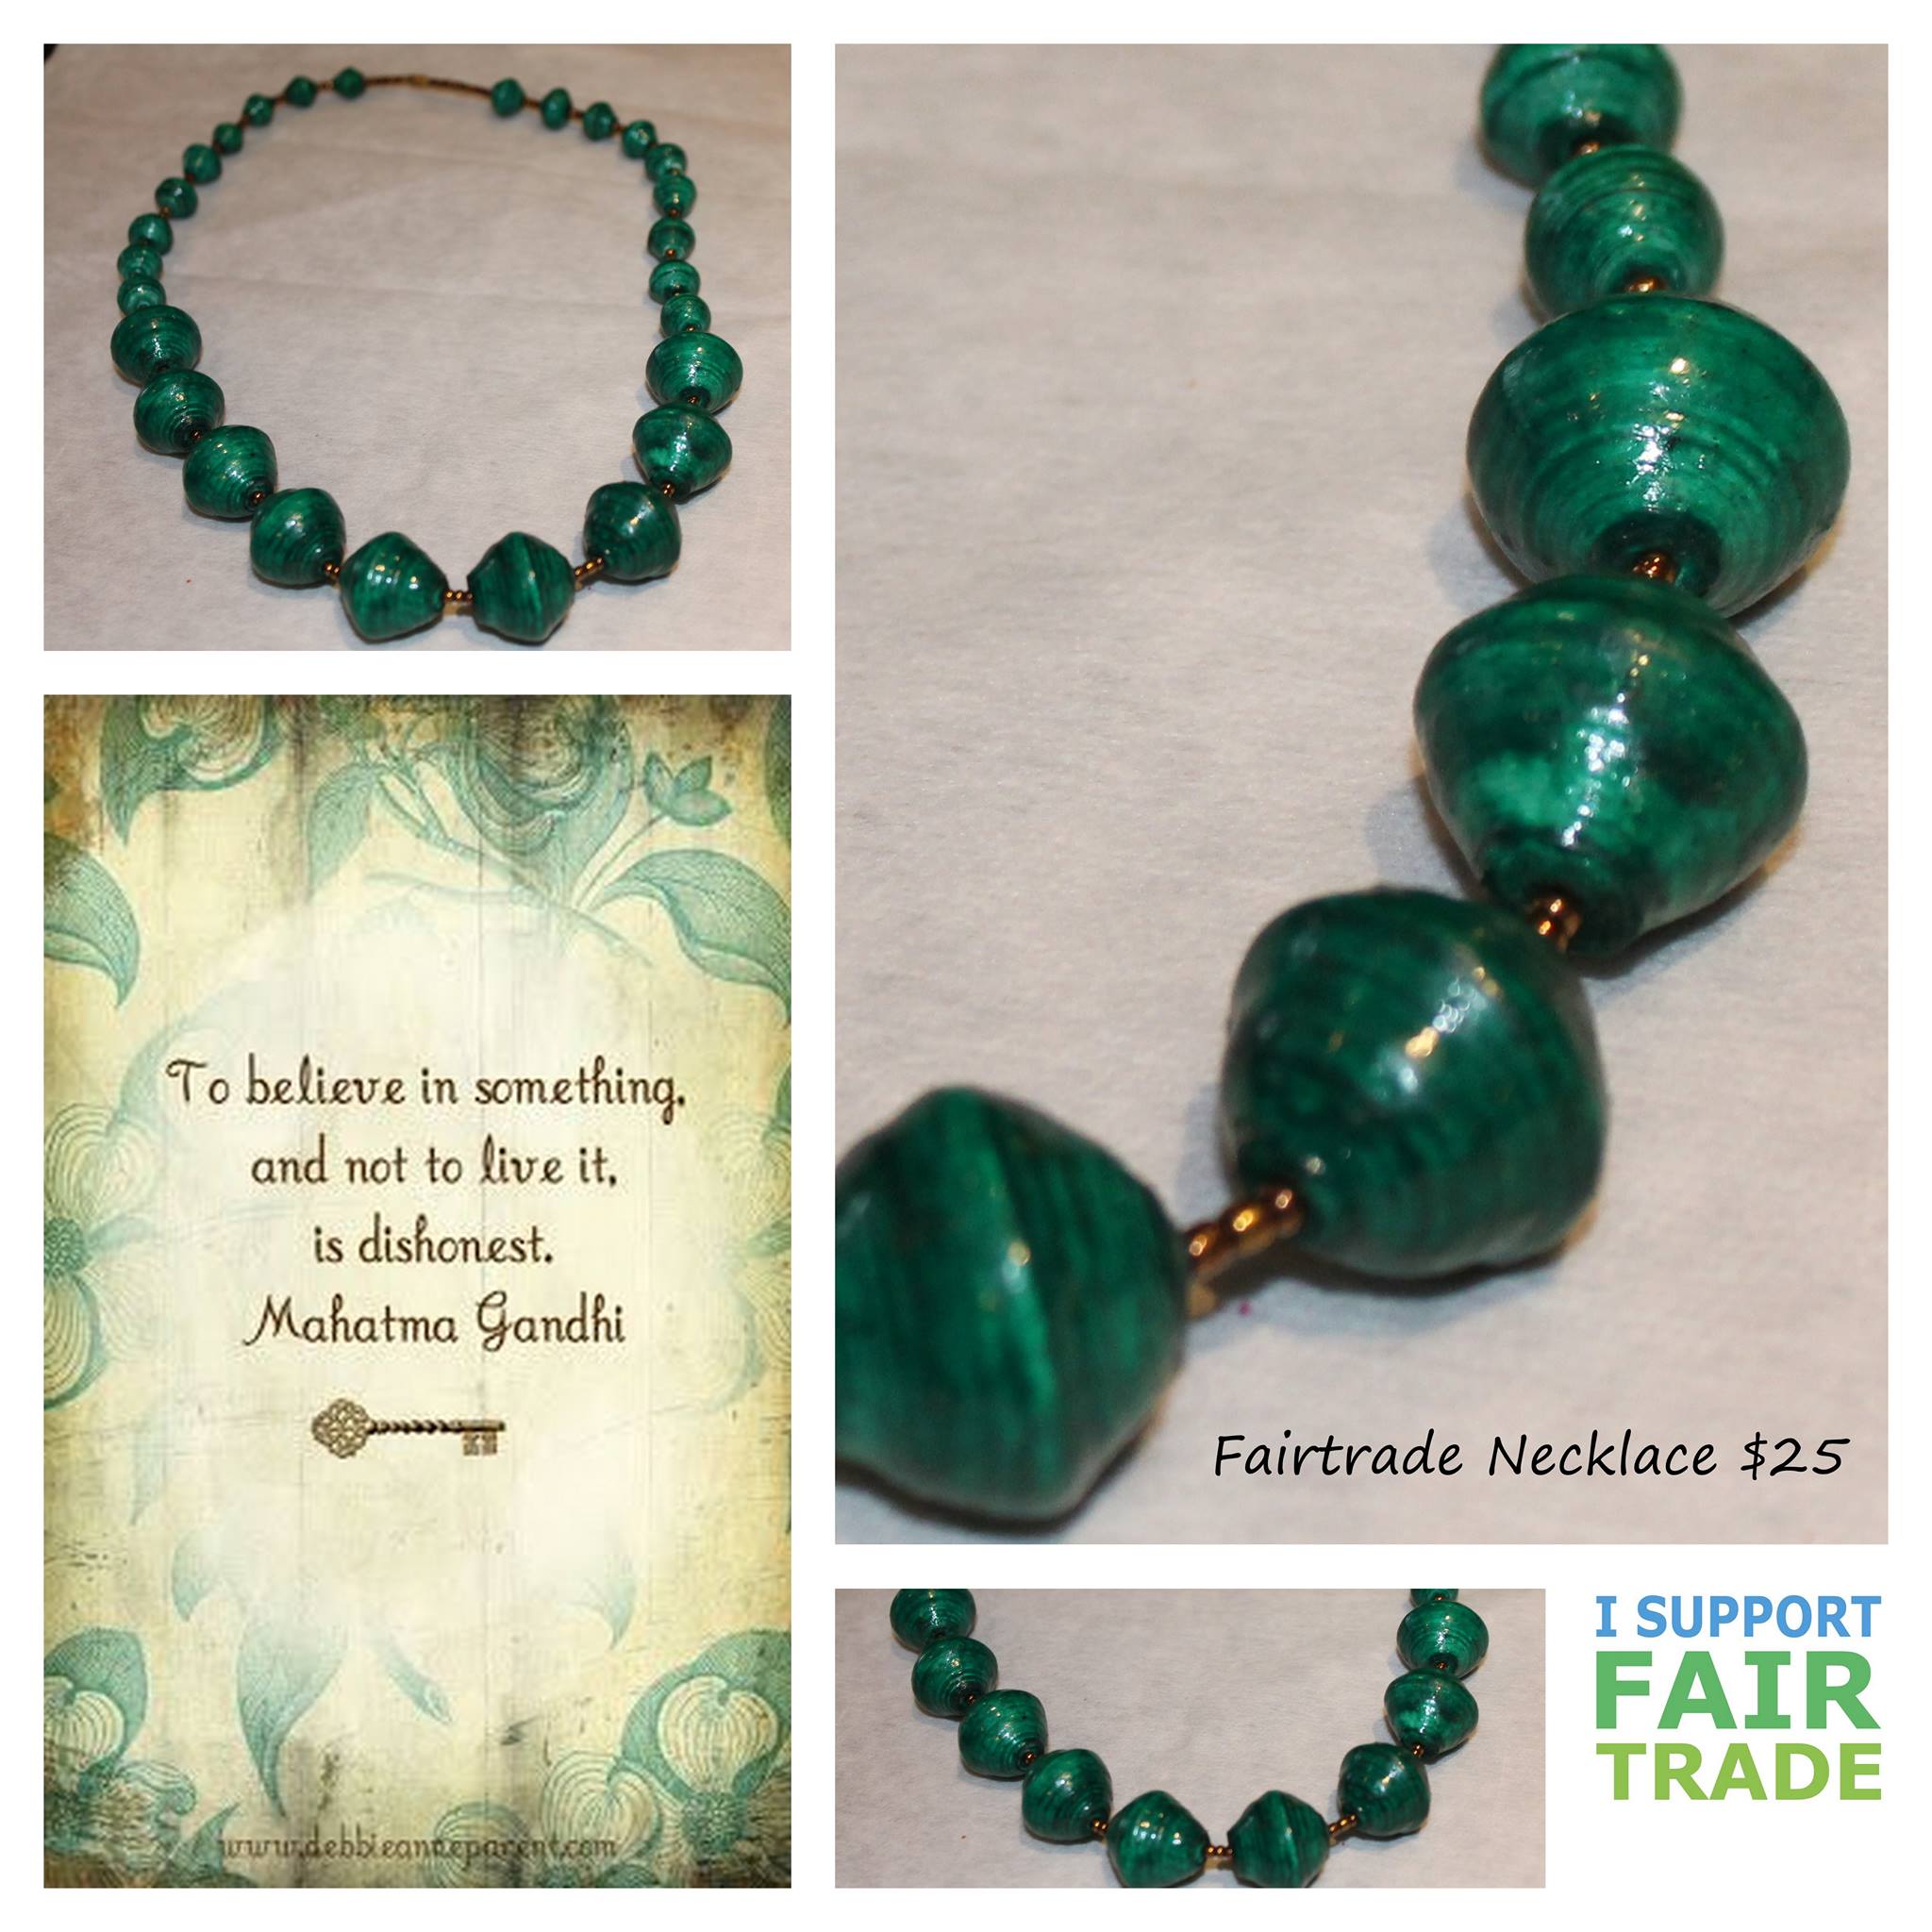 To believe in something,
and not to live it,
is dishonest.
Mahatma Gandhi
www.debbieanneparent.com
Fairtrade Necklace $25
I SUPPORT
FAIR
TRADE